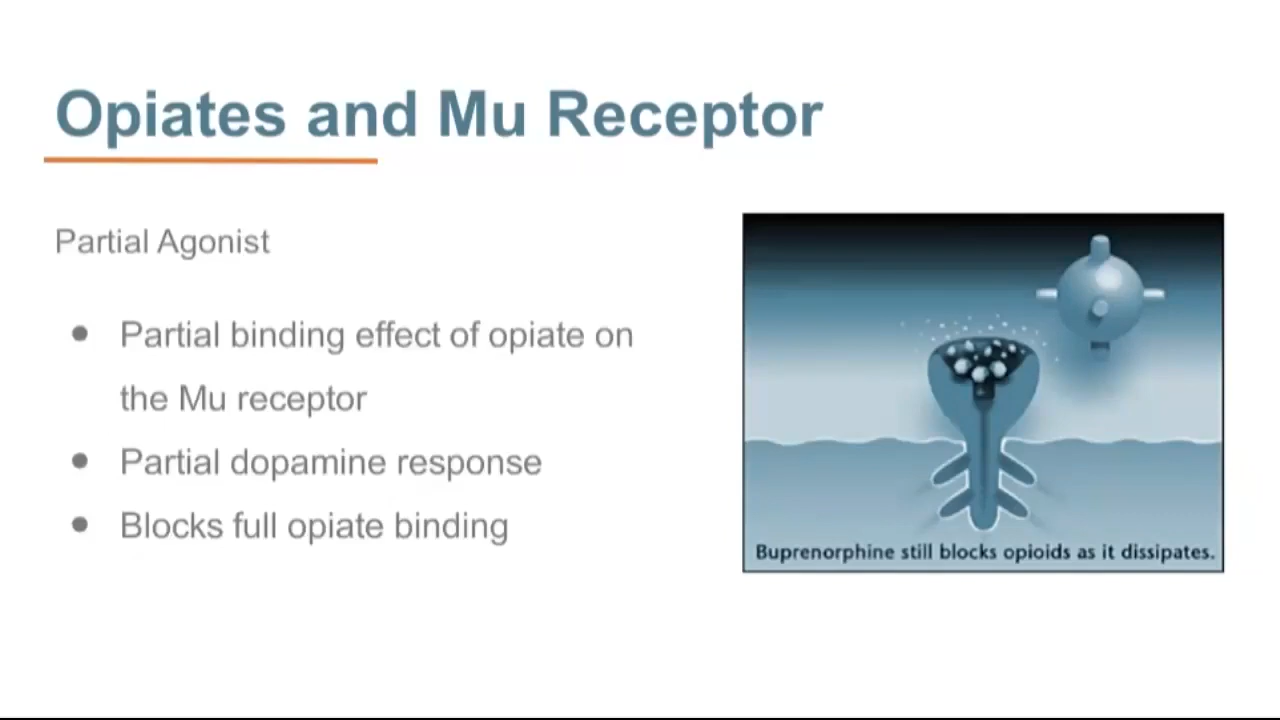 Opiates and Mu Receptor
Partial Agonist
● Partial binding effect of opiate on
the Mu receptor
● Partial dopamine response
● Blocks full opiate binding
Buprenorphine still blocks opioids as it dissipates.